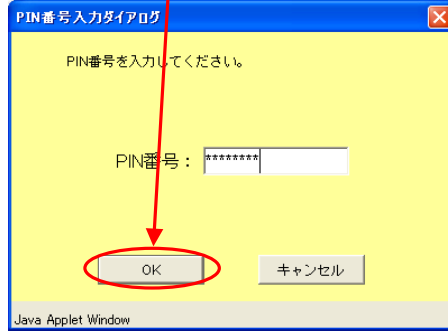 PIN番号入力ダイアログ
PIN番号を入力してください。
PIN番号： ********
OK キャンセル
Java Applet Window